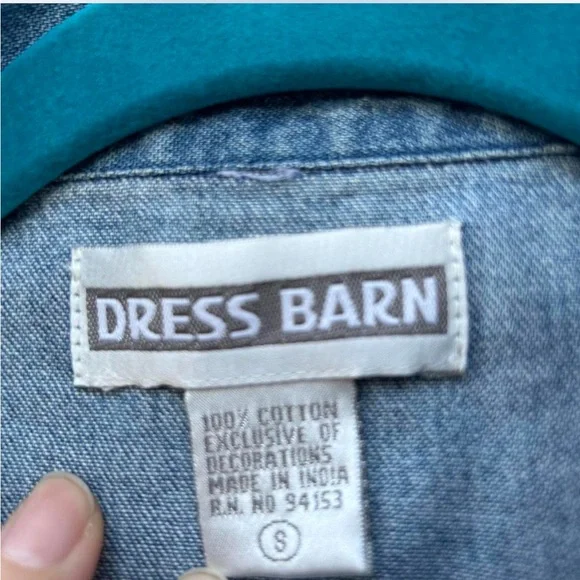 DRESS BARN
100% COTTON
EXCLUSIVE OF
DECORATIONS
MADE IN INDIA
R.N. NO 94153
S